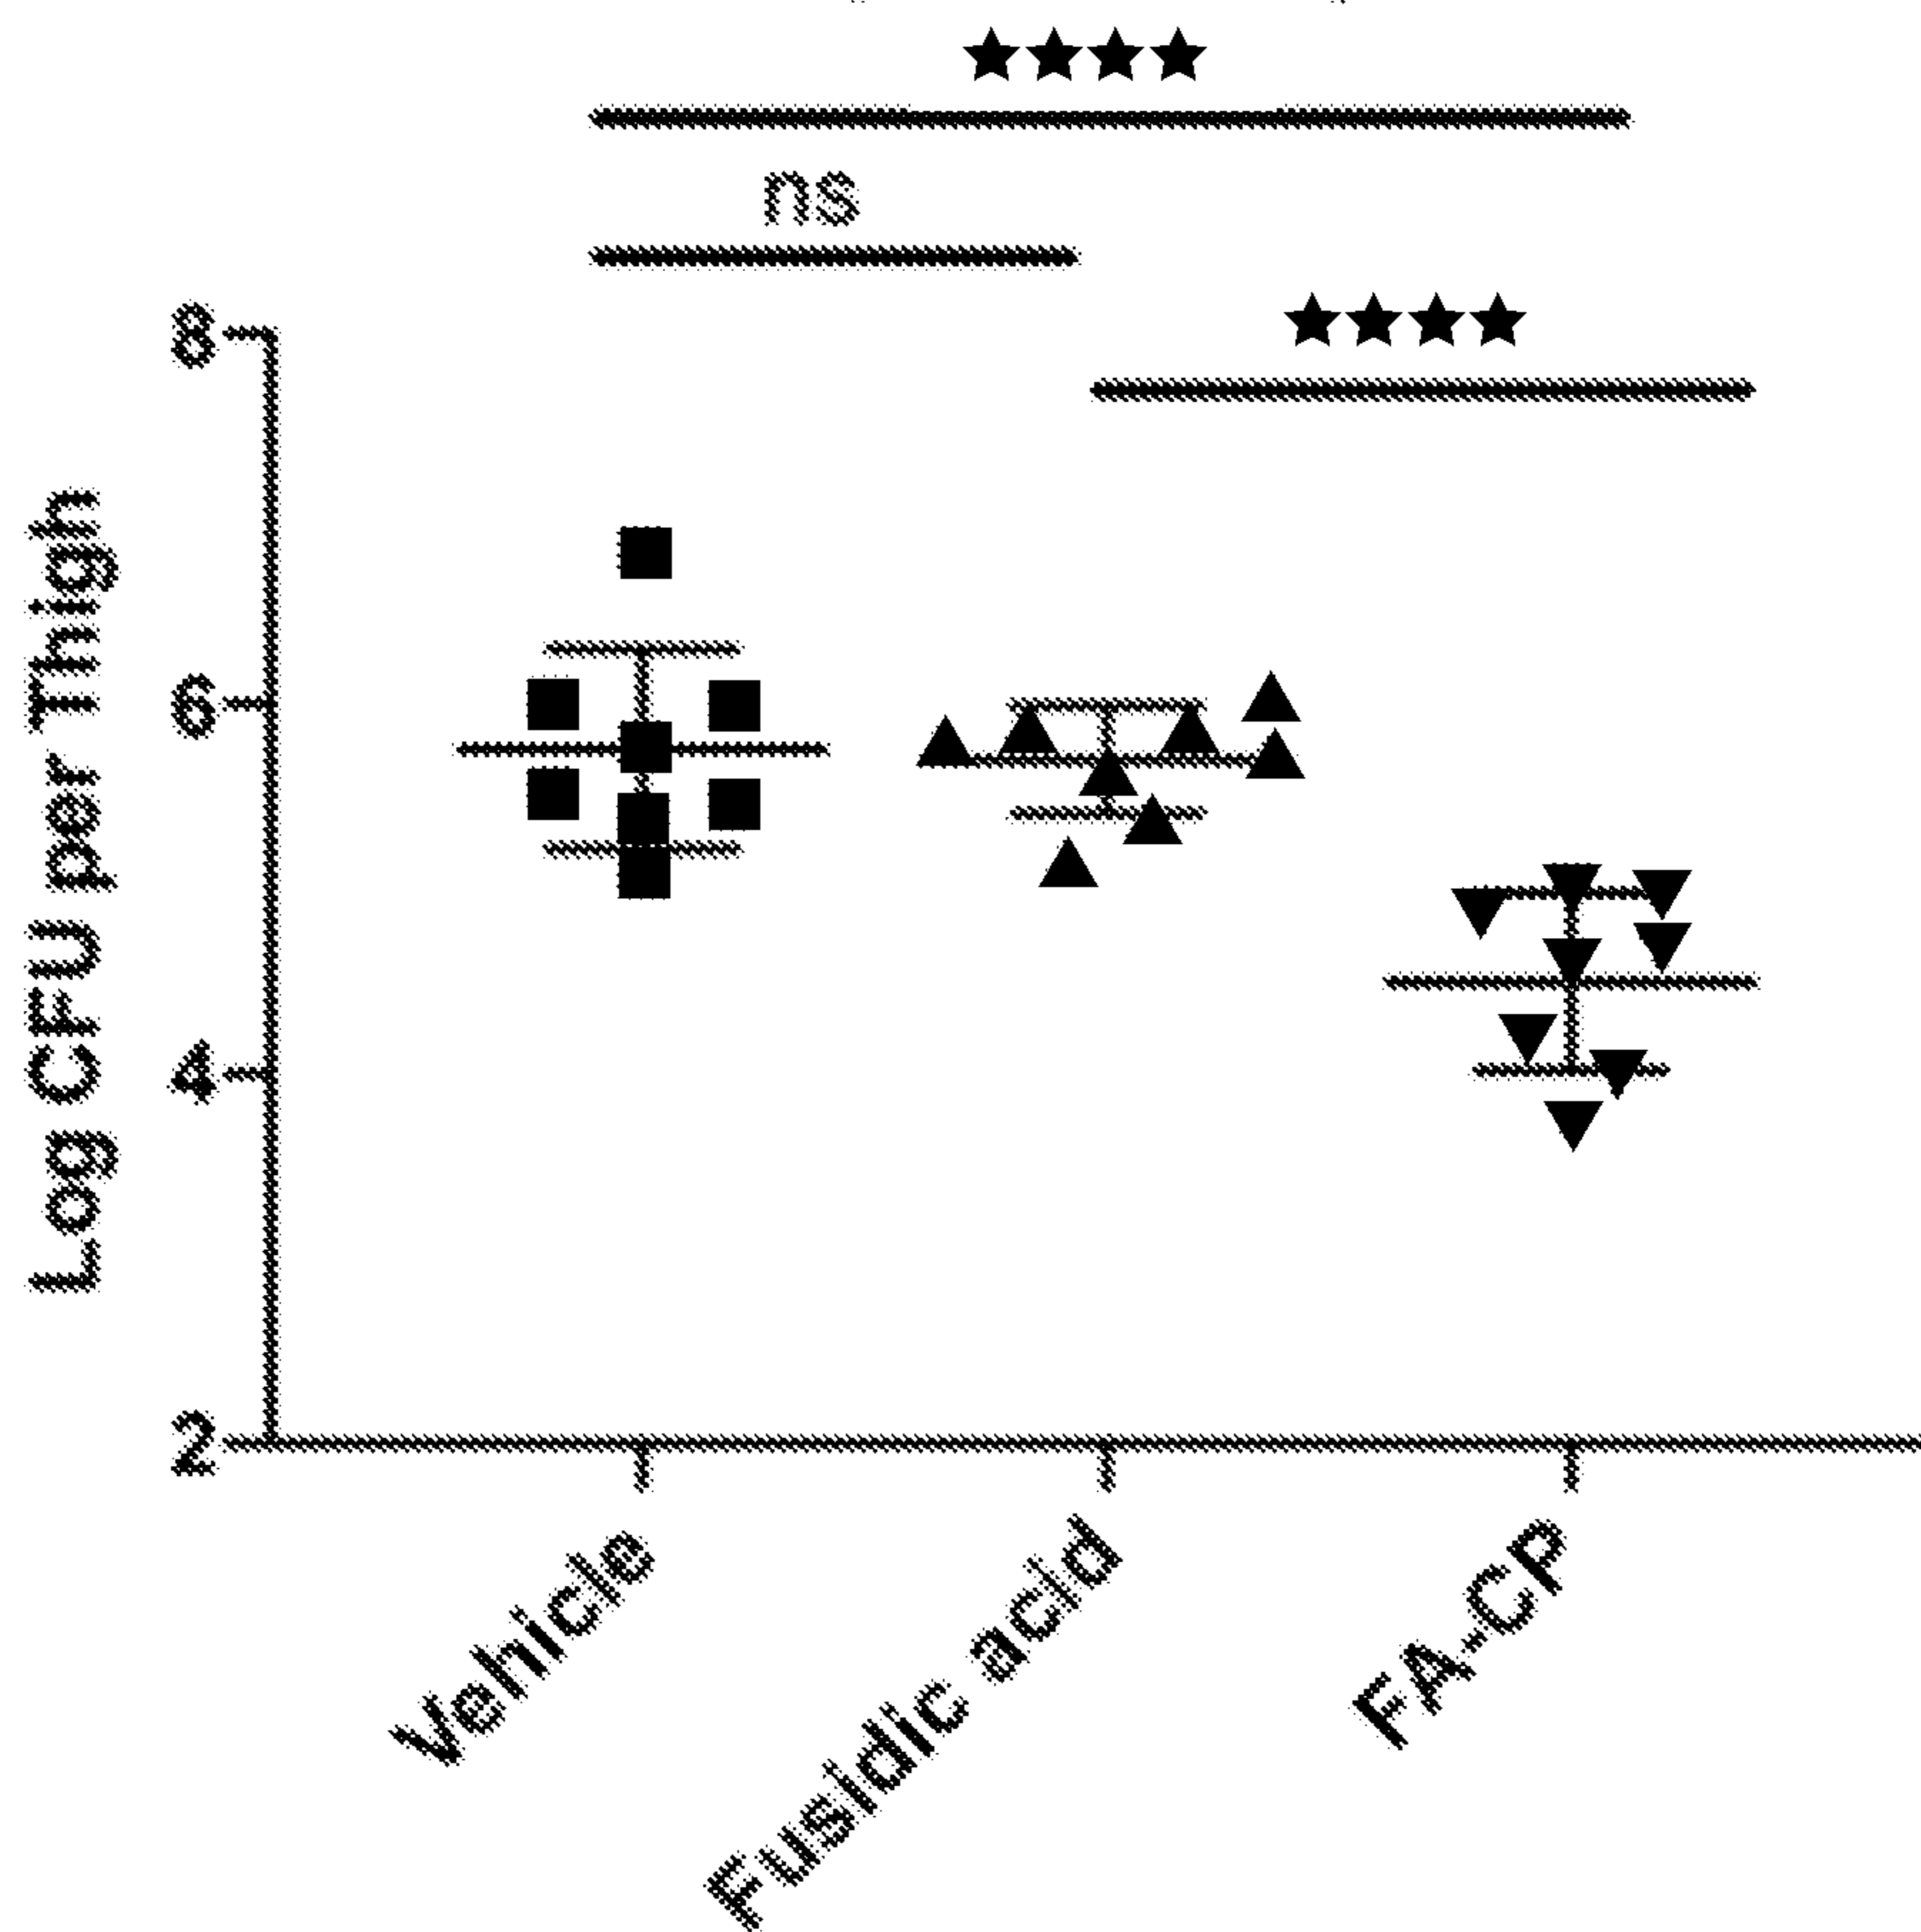 ★★★★
ns
★★★★
8
6
4
2
Log CFU per Thigh
Vehicle
Fusidic acid
FA-CP